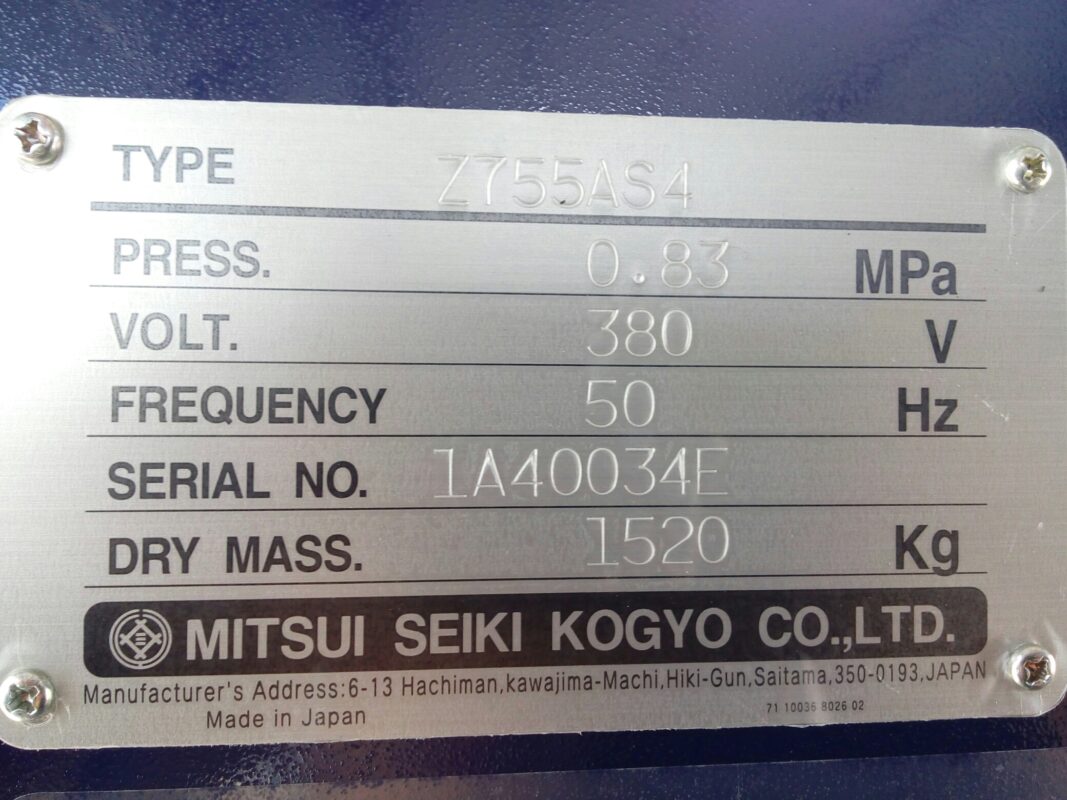 TYPE Z755AS4
PRESS. 0.83 MPa
VOLT. 380 V
FREQUENCY 50 Hz
SERIAL NO. 1A40034E
DRY MASS. 1520 Kg
MITSUI SEIKI KOGYO CO.,LTD.
Manufacturer's Address:6-13 Hachiman,kawajima-Machi,Hiki-Gun,Saitama,350-0193,JAPAN
Made in Japan 71 10036 8026 02